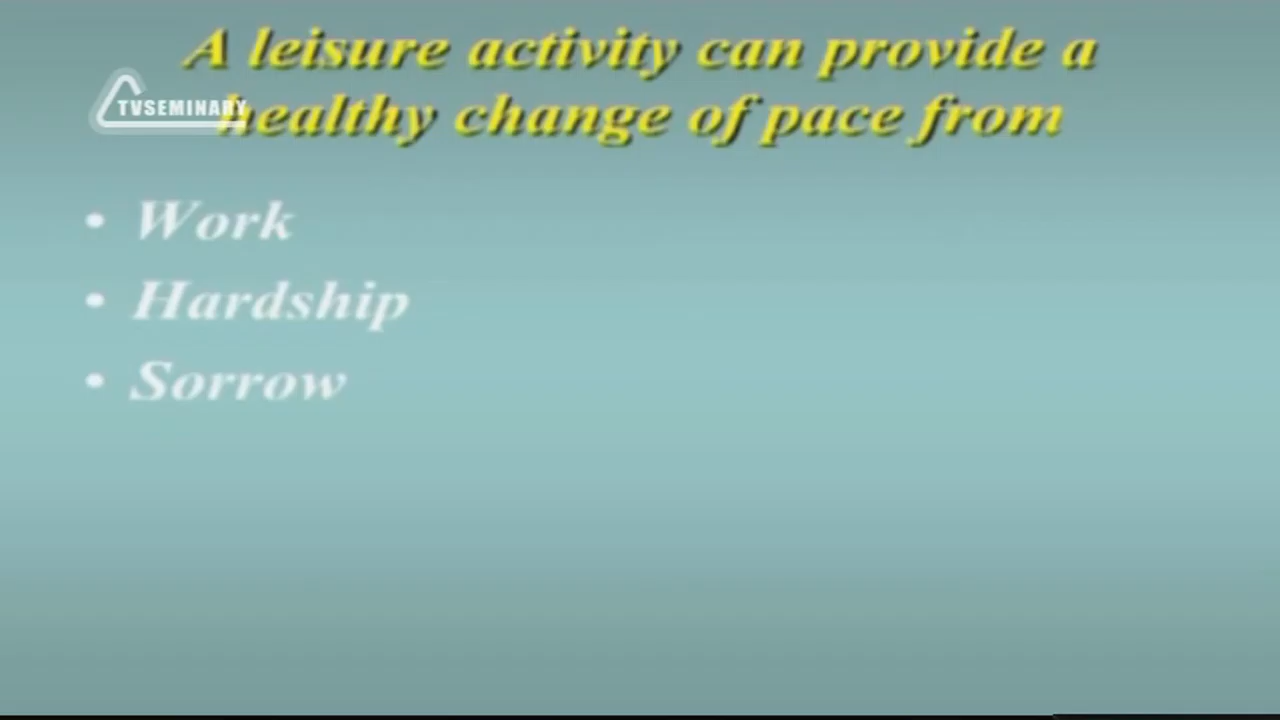 A leisure activity can provide a
TVSEMINARY
healthy change of pace from
• Work
• Hardship
• Sorrow